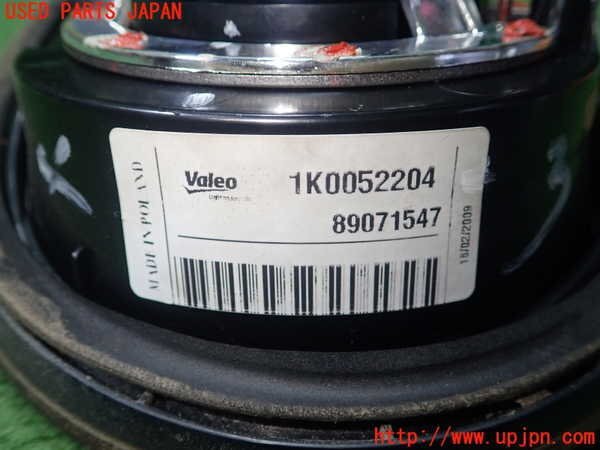 USED PARTS JAPAN
MADE IN POLAND
Valeo
1K0052204
89071547
18/02/2009
http://www.upjpn.com/